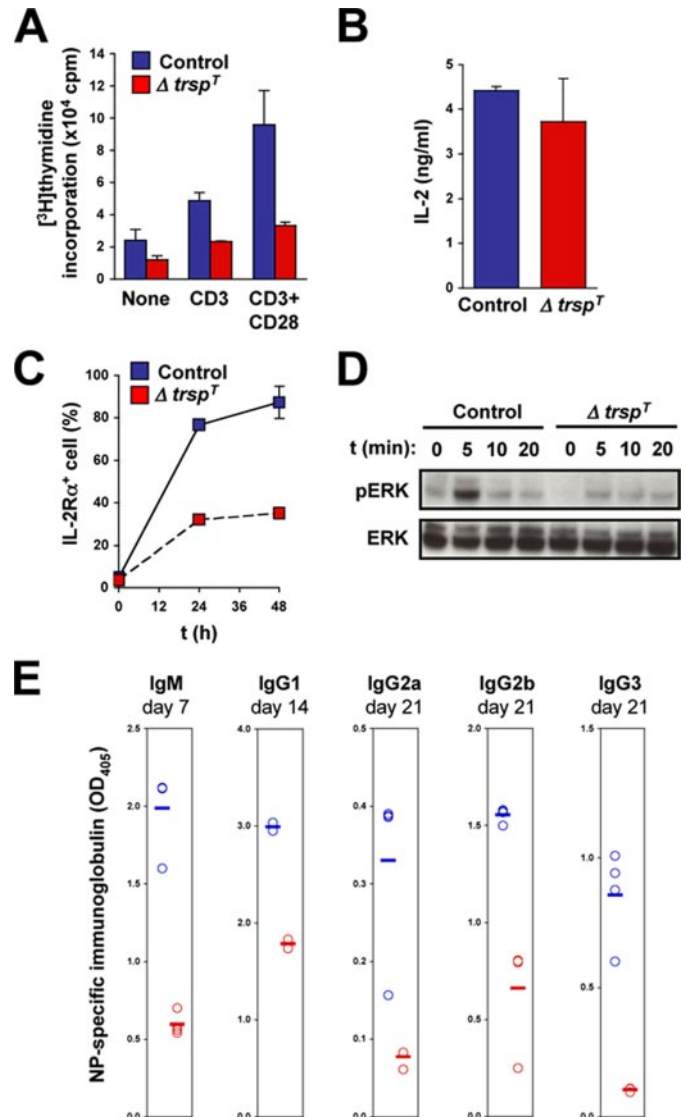 A
Control
Δ trspᵀ
[³H]thymidine
incorporation (x10⁴ cpm)
14
12
10
8
6
4
2
0
None
CD3
CD3+
CD28
B
IL-2 (ng/ml)
5
4
3
2
1
0
Control
Δ trspᵀ
C
Control
Δ trspᵀ
IL-2Rα⁺ cell (%)
100
80
60
40
20
0
0 12 24 36 48
t (h)
D
Control Δ trspᵀ
t (min): 0 5 10 20 0 5 10 20
pERK
ERK
E
NP-specific immunoglobulin (OD₄₀₅)
IgM
day 7
2.5
2.0
1.5
1.0
0.5
0.0
IgG1
day 14
4.0
3.0
2.0
1.0
0.0
IgG2a
day 21
0.5
0.4
0.3
0.2
0.1
0.0
IgG2b
day 21
2.0
1.5
1.0
0.5
0.0
IgG3
day 21
1.5
1.0
0.5
0.0